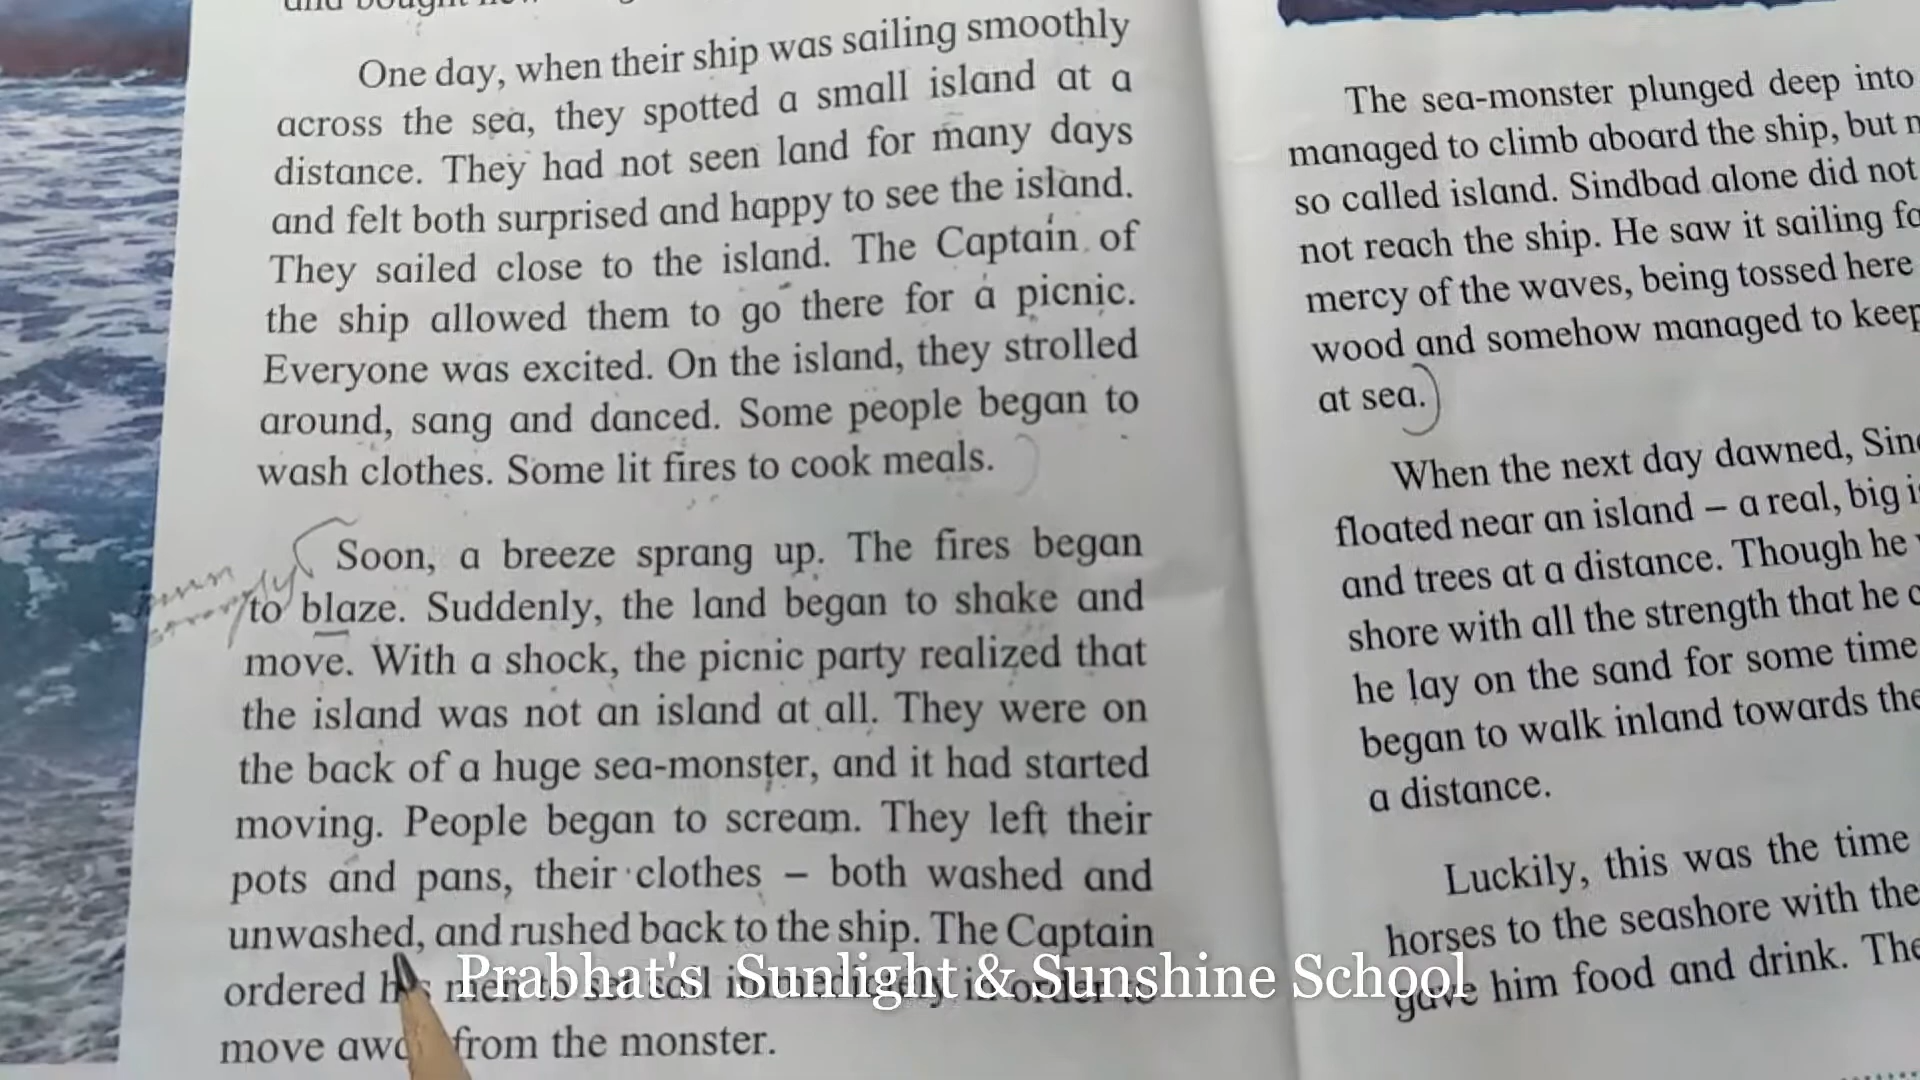 One day, when their ship was sailing smoothly
across the sea, they spotted a small island at a
distance. They had not seen land for many days
and felt both surprised and happy to see the island.
They sailed close to the island. The Captain of
the ship allowed them to go there for a picnic.
Everyone was excited. On the island, they strolled
around, sang and danced. Some people began to
wash clothes. Some lit fires to cook meals.
Soon, a breeze sprang up. The fires began
to blaze. Suddenly, the land began to shake and
move. With a shock, the picnic party realized that
the island was not an island at all. They were on
the back of a huge sea-monster, and it had started
moving. People began to scream. They left their
pots and pans, their clothes – both washed and
unwashed, and rushed back to the ship. The Captain
ordered
move from the monster.
The sea-monster plunged deep into
managed to climb aboard the ship, but
so called island. Sindbad alone did not
not reach the ship. He saw it sailing
mercy of the waves, being tossed here
wood and somehow managed to keep
at sea.
When the next day dawned,
floated near an island – a real, big
and trees at a distance. Though he
shore with all the strength that he
he lay on the sand for some time
began to walk inland towards the
a distance.
Luckily, this was the time
horses to the seashore with the
gave him food and drink. The
Prabhat's Sunlight & Sunshine School